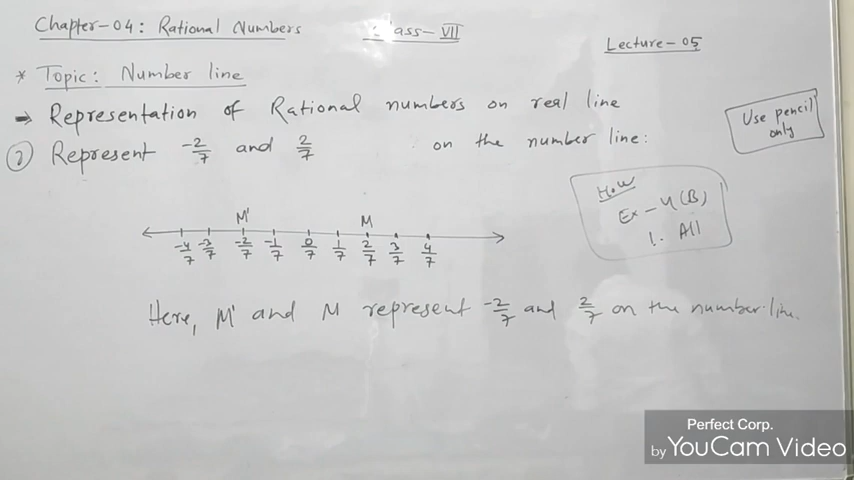 Chapter-04: Rational Numbers
ass-VII
Lecture-05
* Topic: Number line
→ Representation of Rational numbers on real line
Use pencil
only
② Represent -2/7 and 2/7 on the number line:
H.W
Ex-4(B)
1. All
M' M
-4/7 -3/7 -2/7 -1/7 0/7 1/7 2/7 3/7 4/7
Here, M' and M represent -2/7 and 2/7 on the number line.
Perfect Corp.
by YouCam Video